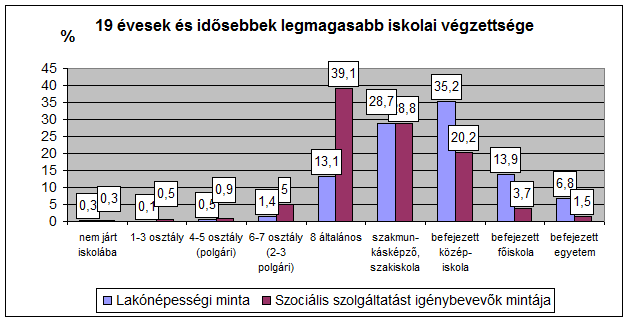 19 évesek és idősebbek legmagasabb iskolai végzettsége
%
45
40
35
30
25
20
15
10
5
0
0,3 0,3
0,1 0,5
0,5 0,9
1,4 5
13,1 39,1
28,7 8,8
35,2 20,2
13,9 3,7
6,8 1,5
nem járt
iskolába
1-3 osztály
4-5 osztály
(polgári)
6-7 osztály
(2-3
polgári)
8 általános
szakmun-
kásképző,
szakiskola
befejezett
közép-
iskola
befejezett
főiskola
befejezett
egyetem
Lakónépességi minta
Szociális szolgáltatást igénybevevők mintája